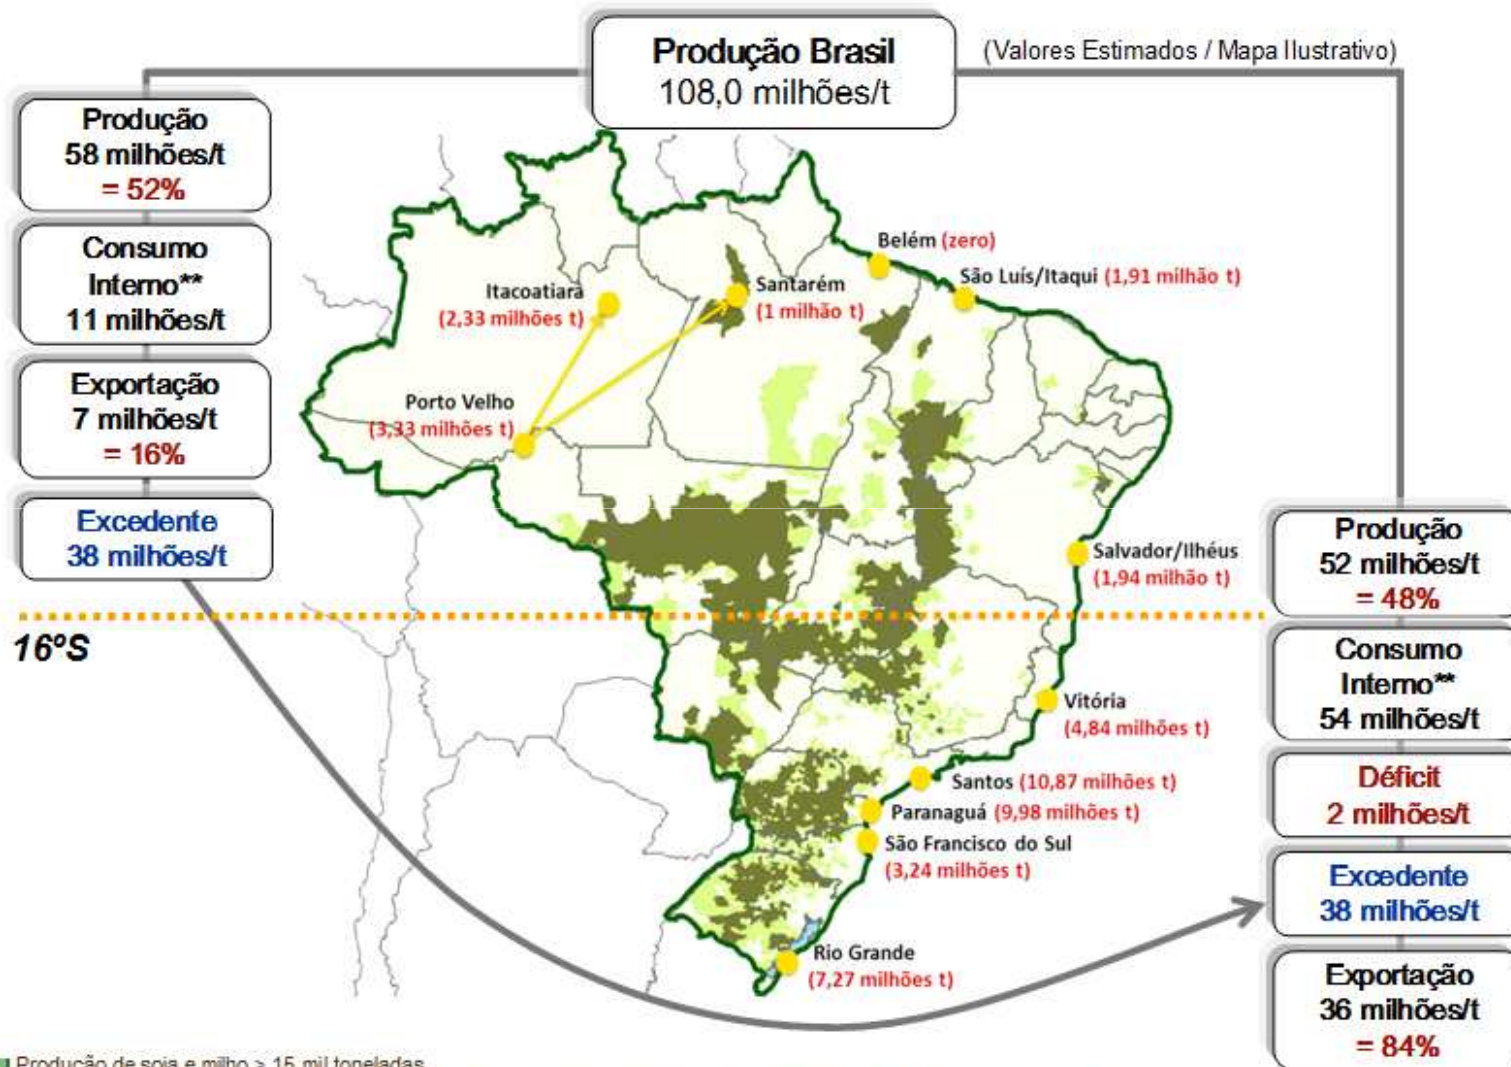 Produção Brasil
108,0 milhões/t
(Valores Estimados / Mapa Ilustrativo)
Produção
58 milhões/t
= 52%
Consumo
Interno**
11 milhões/t
Exportação
7 milhões/t
= 16%
Excedente
38 milhões/t
16ºS
Belém (zero)
São Luís/Itaqui (1,91 milhão t)
Itacoatiara
(2,33 milhões t)
Santarém
(1 milhão t)
Porto Velho
(3,33 milhões t)
Salvador/Ilhéus
(1,94 milhão t)
Vitória
(4,84 milhões t)
Santos (10,87 milhões t)
Paranaguá (9,98 milhões t)
São Francisco do Sul
(3,24 milhões t)
Rio Grande
(7,27 milhões t)
Produção
52 milhões/t
= 48%
Consumo
Interno**
54 milhões/t
Déficit
2 milhões/t
Excedente
38 milhões/t
Exportação
36 milhões/t
= 84%
Produção de soja e milho > 15 mil toneladas